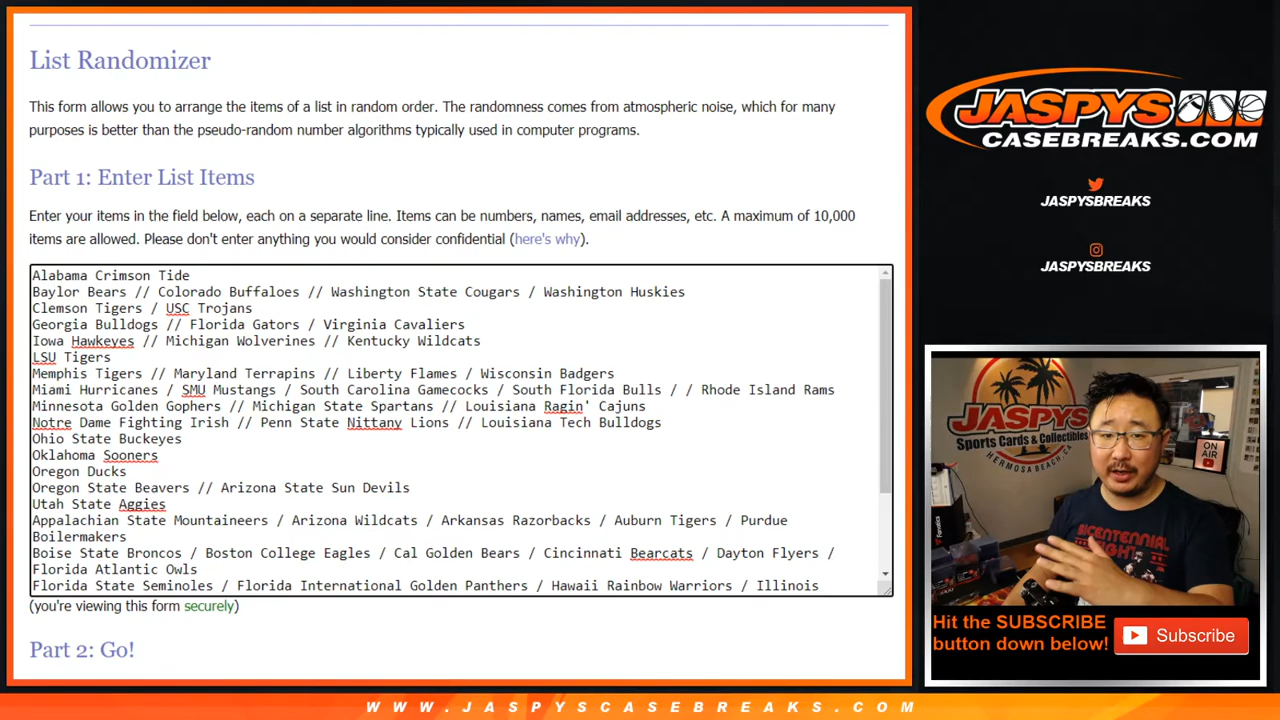 List Randomizer
This form allows you to arrange the items of a list in random order. The randomness comes from atmospheric noise, which for many
purposes is better than the pseudo-random number algorithms typically used in computer programs.
Part 1: Enter List Items
Enter your items in the field below, each on a separate line. Items can be numbers, names, email addresses, etc. A maximum of 10,000
items are allowed. Please don't enter anything you would consider confidential (here's why).
Alabama Crimson Tide
Baylor Bears // Colorado Buffaloes // Washington State Cougars / Washington Huskies
Clemson Tigers / USC Trojans
Georgia Bulldogs // Florida Gators / Virginia Cavaliers
Iowa Hawkeyes // Michigan Wolverines // Kentucky Wildcats
LSU Tigers
Memphis Tigers // Maryland Terrapins // Liberty Flames / Wisconsin Badgers
Miami Hurricanes / SMU Mustangs / South Carolina Gamecocks / South Florida Bulls / / Rhode Island Rams
Minnesota Golden Gophers // Michigan State Spartans // Louisiana Ragin' Cajuns
Notre Dame Fighting Irish // Penn State Nittany Lions // Louisiana Tech Bulldogs
Ohio State Buckeyes
Oklahoma Sooners
Oregon Ducks
Oregon State Beavers // Arizona State Sun Devils
Utah State Aggies
Appalachian State Mountaineers / Arizona Wildcats / Arkansas Razorbacks / Auburn Tigers / Purdue
Boilermakers
Boise State Broncos / Boston College Eagles / Cal Golden Bears / Cincinnati Bearcats / Dayton Flyers /
Florida Atlantic Owls
Florida State Seminoles / Florida International Golden Panthers / Hawaii Rainbow Warriors / Illinois
(you're viewing this form securely)
Part 2: Go!
JASPYS
CASEBREAKS.COM
JASPYSBREAKS
JASPYSBREAKS
JASPYS
Sports Cards & Collectibles
HERMOSA BEACH, CA
ON
AIR
BICENTENNIAL
Hit the SUBSCRIBE
button down below!
Subscribe
WWW.JASPYSCASEBREAKS.COM